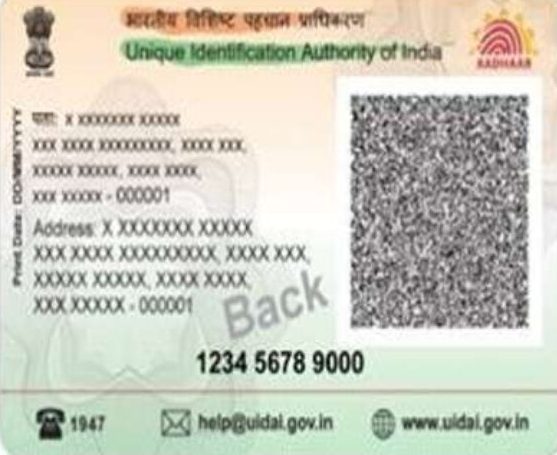 भारतीय विशिष्ट पहचान प्राधिकरण
Unique Identification Authority of India
AADHAAR
Print Date: DD/MM/YYYY
पता: X XXXXXXX XXXXX
XXX XXXX XXXXXXXXX, XXXX XXX,
XXXXX XXXXX, XXXX XXXX,
XXX XXXXX - 000001
Address: X XXXXXXX XXXXX
XXX XXXX XXXXXXXXX, XXXX XXX,
XXXXX XXXXX, XXXX XXXX,
XXX XXXXX - 000001
Back
1234 5678 9000
1947
help@uidai.gov.in
www.uidai.gov.in